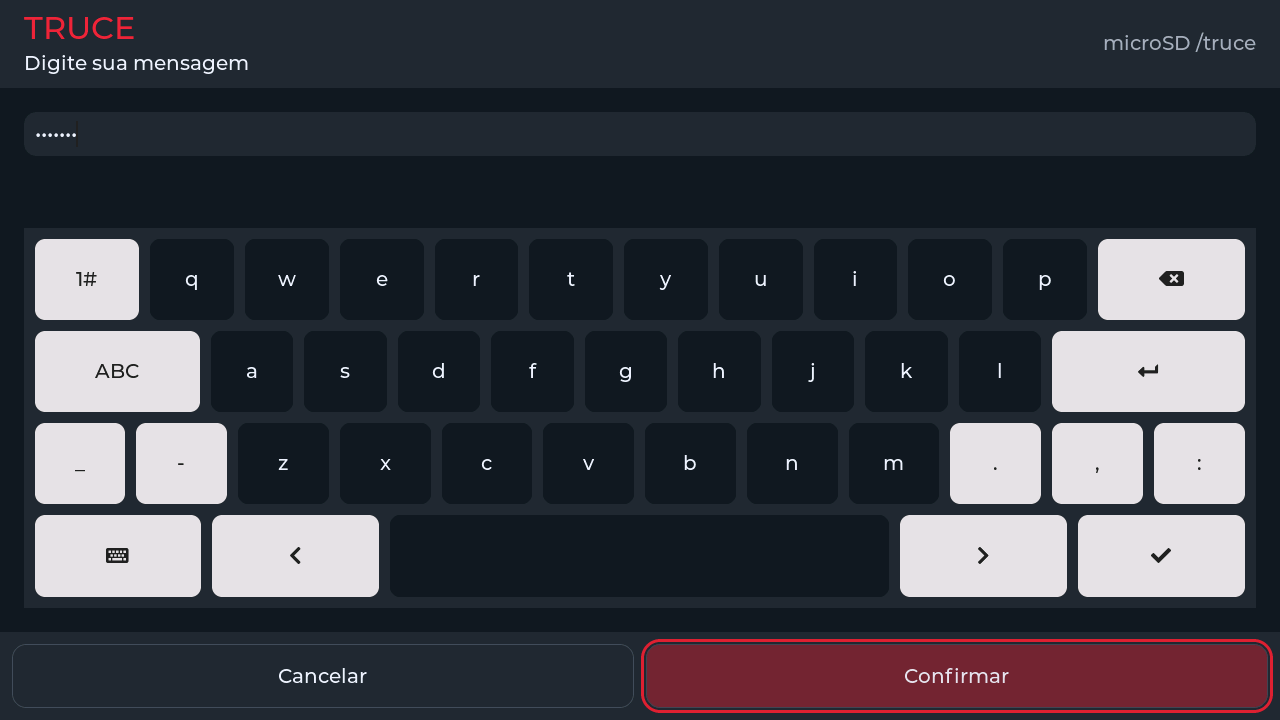 TRUCE
Digite sua mensagem
microSD /truce
•••••••
1# q w e r t y u i o p
ABC a s d f g h j k l
_ - z x c v b n m . , :
Cancelar
Confirmar